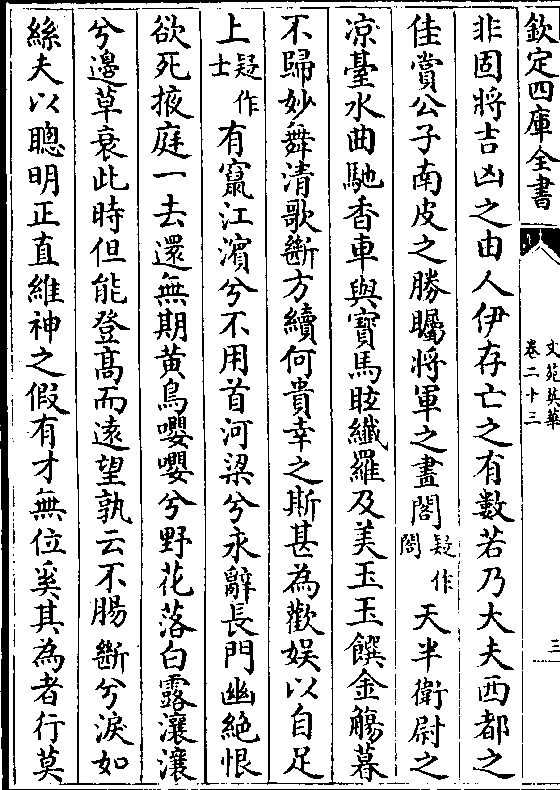 欽定四庫全書
文苑英華
卷二十三
三
非固將吉凶之由人伊存亡之有數若乃大夫西都之
佳賞公子南皮之勝矚將軍之畫閣疑作閤天半衛尉之
凉臺水曲馳香車與寳馬眩纎羅及美玉玉饌金觴暮
不歸妙舞清歌斷方續何貴幸之斯甚為歡娱以自足
上疑作士有竄江濱兮不用首河梁兮永辭長門幽絶恨
欲死掖庭一去還無期黄鳥嚶嚶兮野花落白露瀼瀼
兮邊草衰此時但能登髙而遠望孰云不腸斷兮淚如
絲夫以聰明正直維神之假有才無位奚其為者行莫